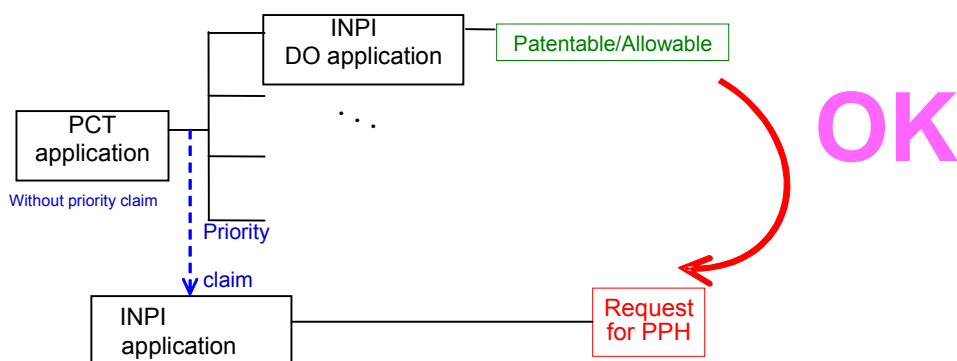 INPI
DO application
Patentable/Allowable
OK
. . .
PCT
application
Without priority claim
Priority
claim
INPI
application
Request
for PPH